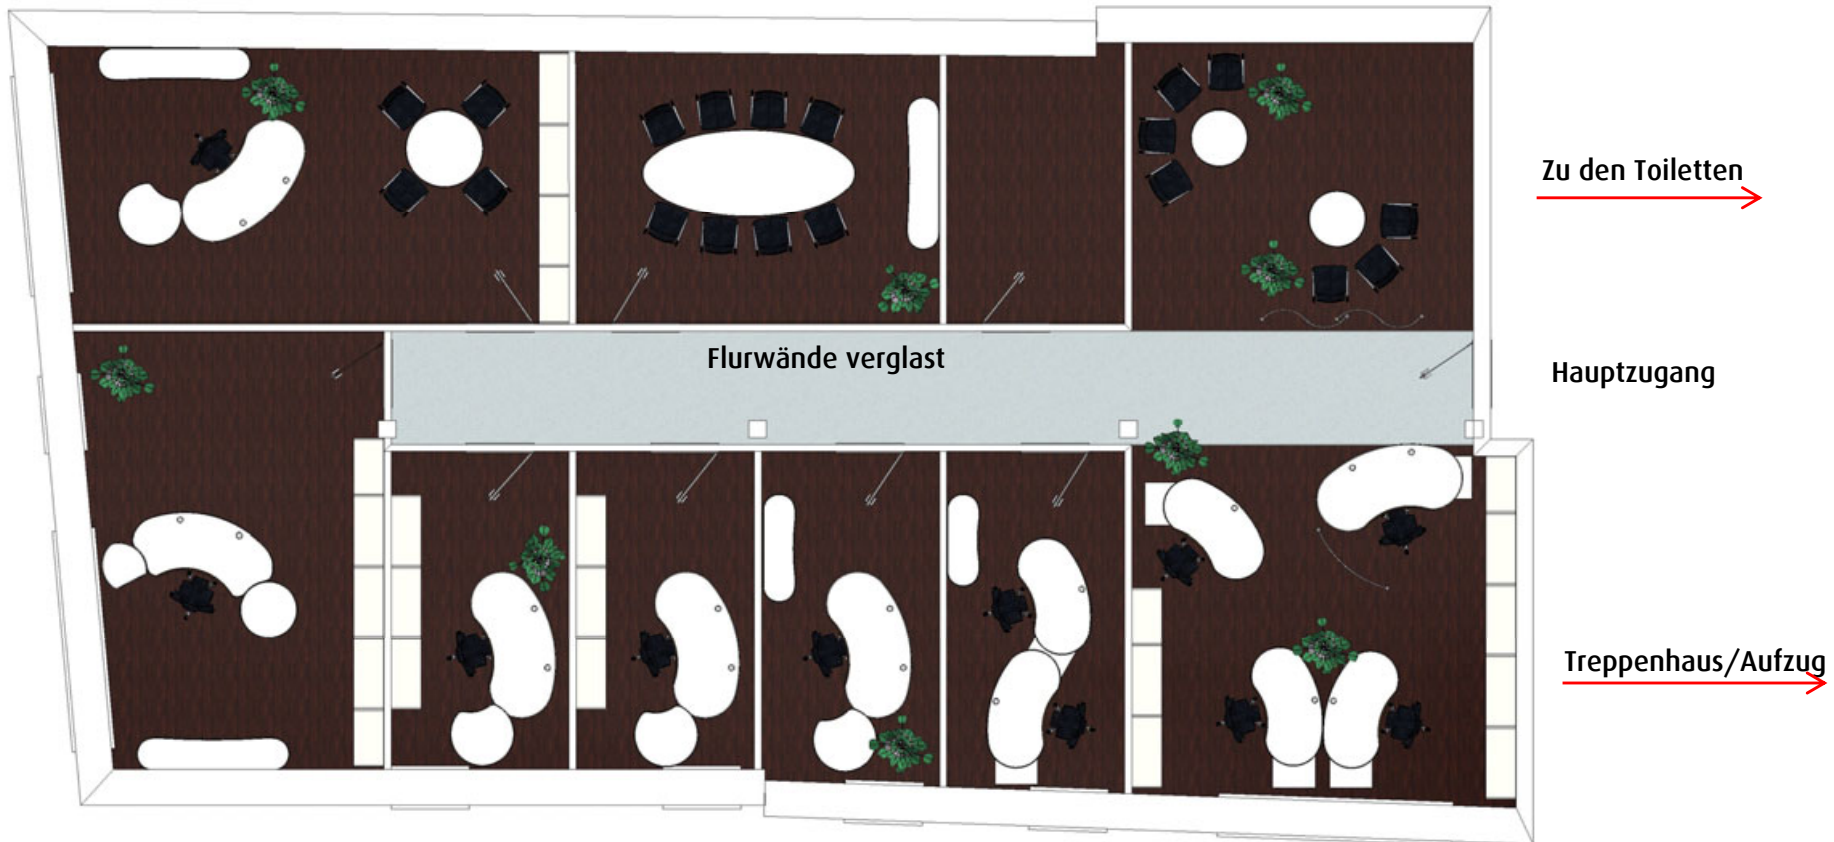 Zu den Toiletten
Flurwände verglast
Hauptzugang
Treppenhaus/Aufzug